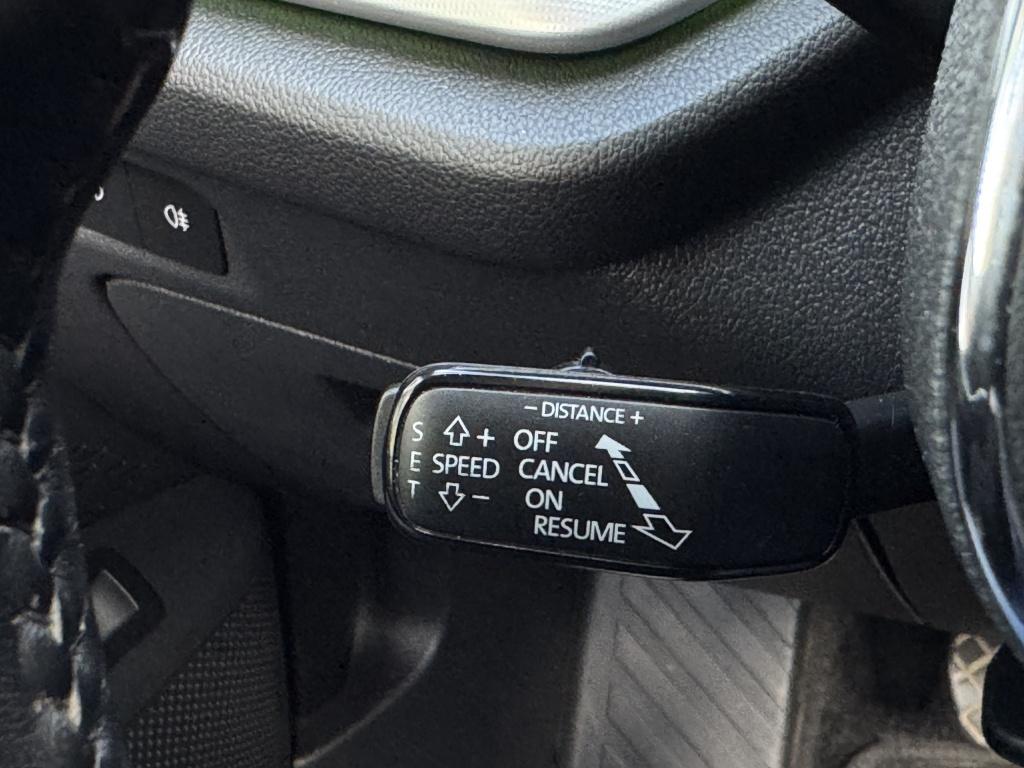 − DISTANCE +
S + OFF
E SPEED CANCEL
T − ON
RESUME